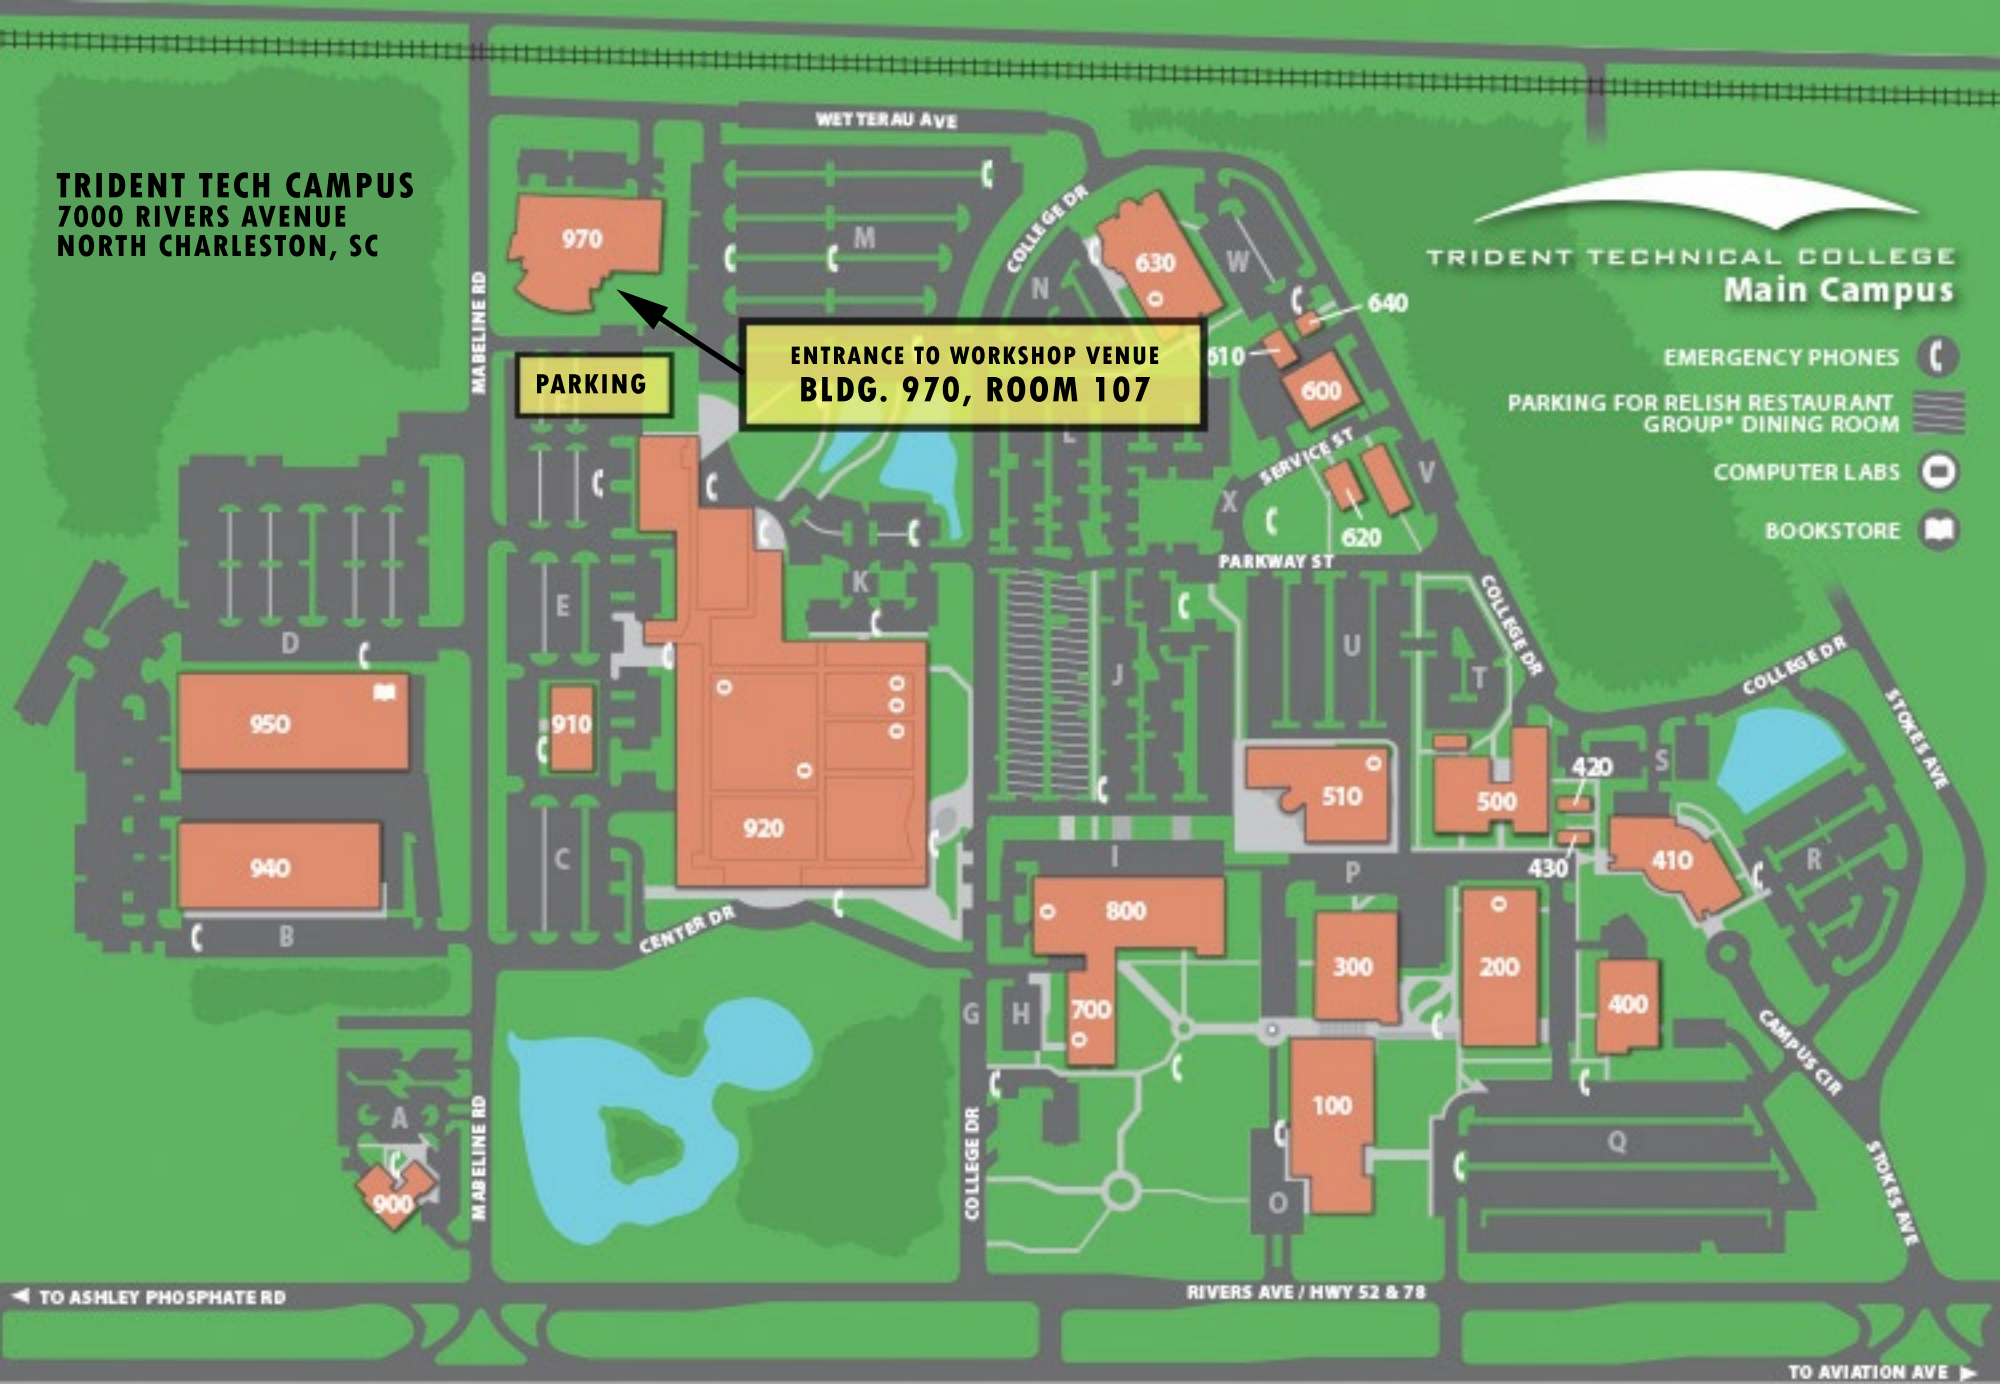 WETTERAU AVE
TRIDENT TECH CAMPUS
7000 RIVERS AVENUE
NORTH CHARLESTON, SC
TRIDENT TECHNICAL COLLEGE
Main Campus
EMERGENCY PHONES
PARKING FOR RELISH RESTAURANT
GROUP* DINING ROOM
COMPUTER LABS
BOOKSTORE
970
M
COLLEGE DR
N
630
W
640
MABELINE RD
PARKING
ENTRANCE TO WORKSHOP VENUE
BLDG. 970, ROOM 107
610
600
L
SERVICE ST
V
X
620
PARKWAY ST
K
E
D
J
U
T
COLLEGE DR
COLLEGE DR
STOKES AVE
950
910
920
510
500
420
S
430
410
R
940
C
I
P
B
CENTER DR
800
300
200
400
G
H
700
CAMPUS CIR
A
100
Q
MABELINE RD
COLLEGE DR
900
O
STOKES AVE
TO ASHLEY PHOSPHATE RD
RIVERS AVE / HWY 52 & 78
TO AVIATION AVE